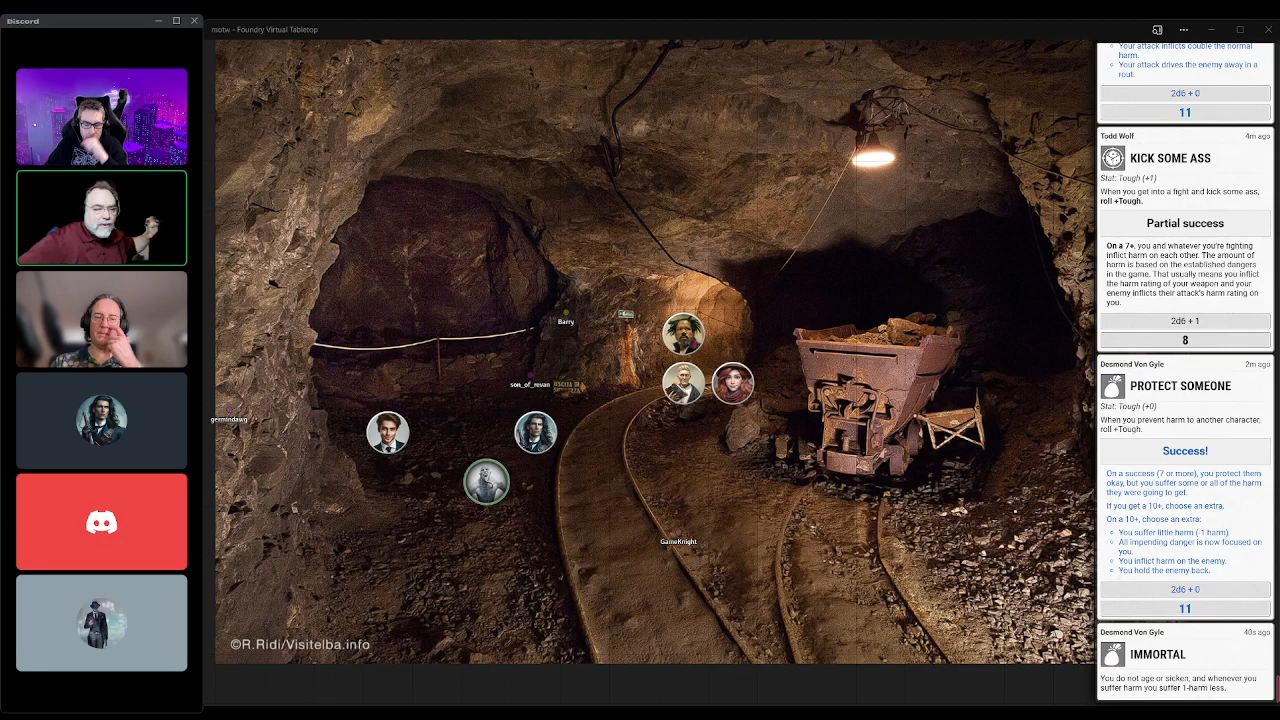 Discord
motw - Foundry Virtual Tabletop
Barry
son_of_revan
germindawg
GameKnight
©R.Ridi/Visitelba.info
Your attack inflicts double the normal
harm.
Your attack drives the enemy away in a
rout.
2d6 + 0
11
Todd Wolf 4m ago
KICK SOME ASS
Stat: Tough (+1)
When you get into a fight and kick some ass,
roll +Tough.
Partial success
On a 7+, you and whatever you're fighting
inflict harm on each other. The amount of
harm is based on the established dangers
in the game. That usually means you inflict
the harm rating of your weapon and your
enemy inflicts their attack's harm rating on
you.
2d6 + 1
8
Desmond Von Gyle 2m ago
PROTECT SOMEONE
Stat: Tough (+0)
When you prevent harm to another character,
roll +Tough.
Success!
On a success (7 or more), you protect them
okay, but you suffer some or all of the harm
they were going to get.
If you get a 10+, choose an extra.
On a 10+, choose an extra:
You suffer little harm (-1 harm).
All impending danger is now focused on
you.
You inflict harm on the enemy.
You hold the enemy back.
2d6 + 0
11
Desmond Von Gyle 40s ago
IMMORTAL
You do not age or sicken, and whenever you
suffer harm you suffer 1-harm less.